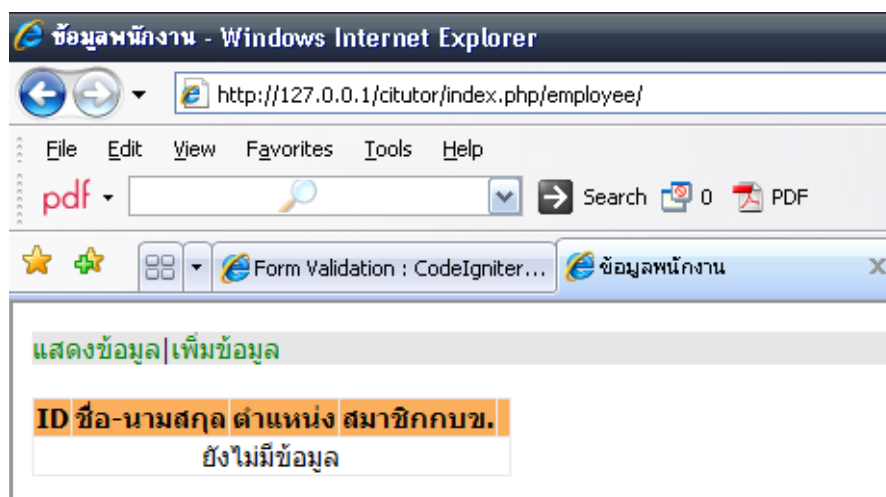 ข้อมูลพนักงาน - Windows Internet Explorer
http://127.0.0.1/citutor/index.php/employee/
File Edit View Favorites Tools Help
pdf Search 0 PDF
Form Validation : CodeIgniter... ข้อมูลพนักงาน X
แสดงข้อมูล|เพิ่มข้อมูล
ID ชื่อ-นามสกุล ตำแหน่ง สมาชิกกบข.
ยังไม่มีข้อมูล